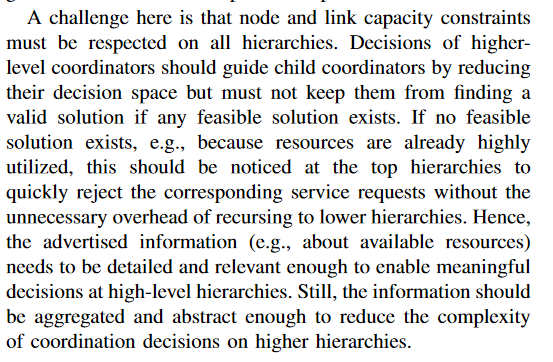 A challenge here is that node and link capacity constraints
must be respected on all hierarchies. Decisions of higher-
level coordinators should guide child coordinators by reducing
their decision space but must not keep them from finding a
valid solution if any feasible solution exists. If no feasible
solution exists, e.g., because resources are already highly
utilized, this should be noticed at the top hierarchies to
quickly reject the corresponding service requests without the
unnecessary overhead of recursing to lower hierarchies. Hence,
the advertised information (e.g., about available resources)
needs to be detailed and relevant enough to enable meaningful
decisions at high-level hierarchies. Still, the information should
be aggregated and abstract enough to reduce the complexity
of coordination decisions on higher hierarchies.